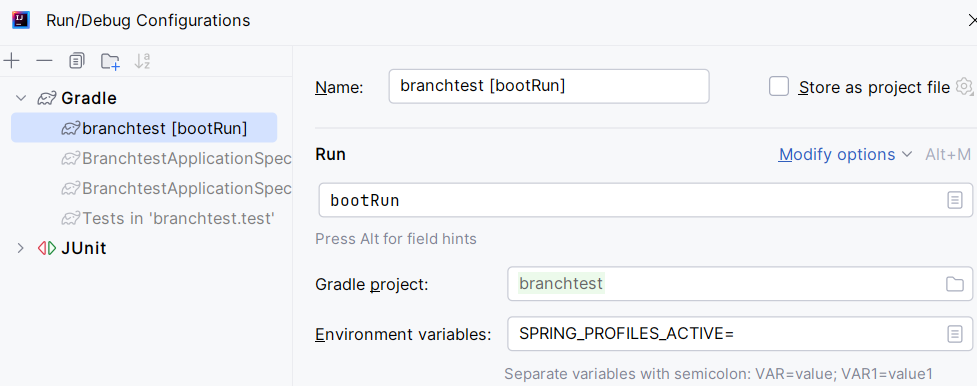 Run/Debug Configurations
Name:
branchtest [bootRun]
Store as project file
Gradle
branchtest [bootRun]
BranchtestApplicationSpec
BranchtestApplicationSpec
Tests in 'branchtest.test'
JUnit
Run
Modify options
Alt+M
bootRun
Press Alt for field hints
Gradle project:
branchtest
Environment variables:
SPRING_PROFILES_ACTIVE=
Separate variables with semicolon: VAR=value; VAR1=value1